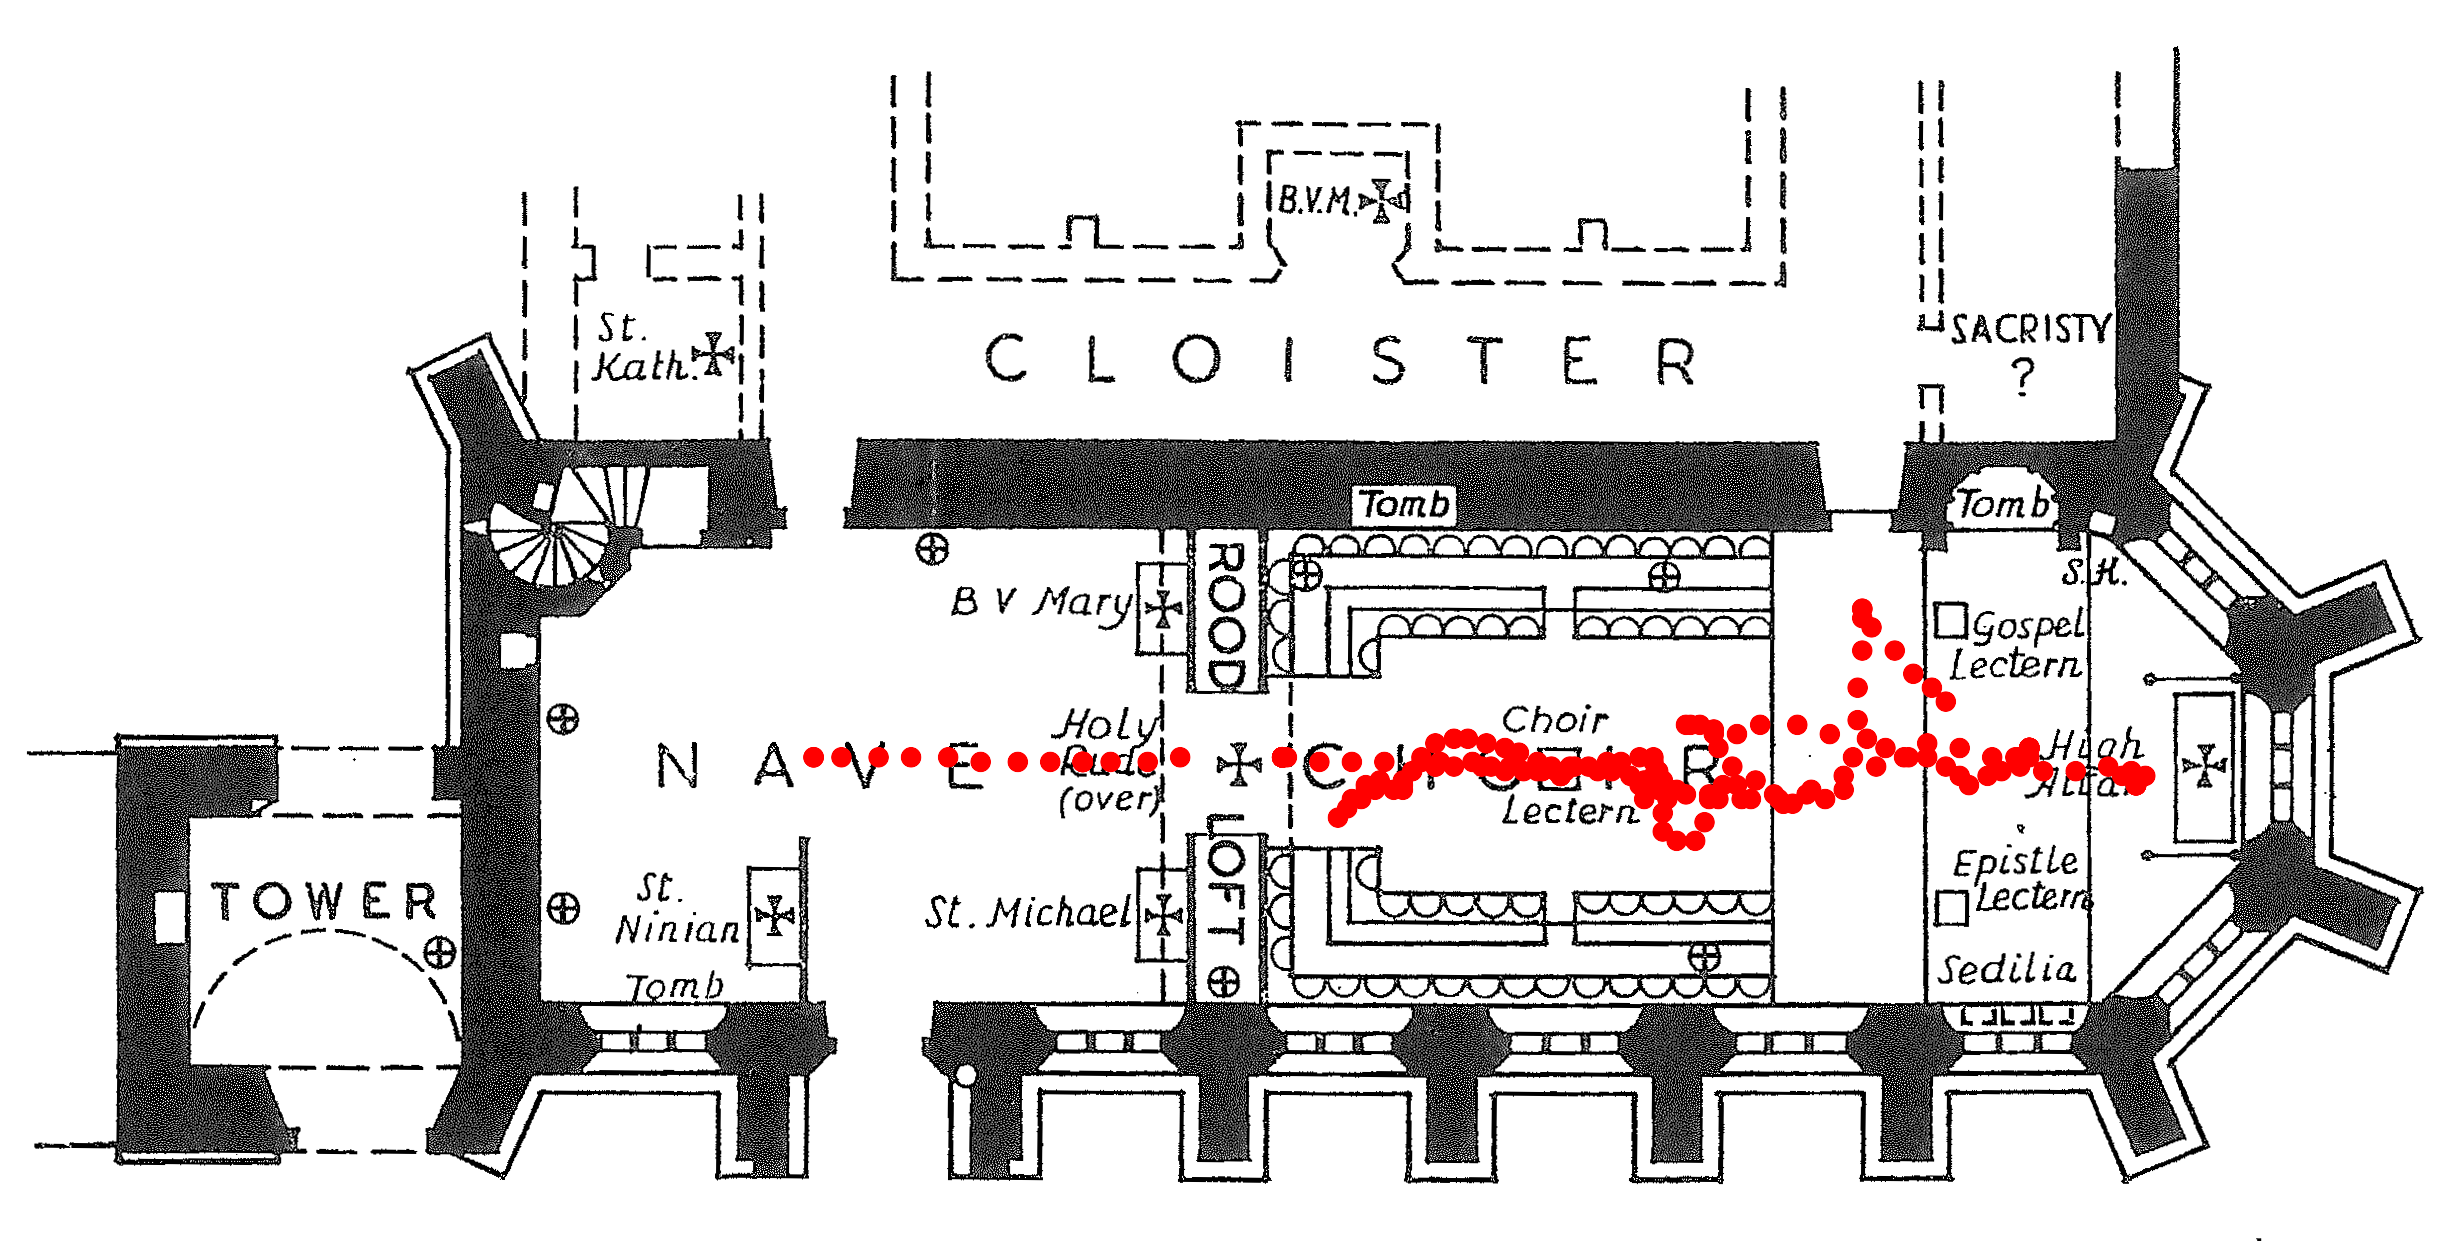 B.V.M.
St.
Kath.
CLOISTER
SACRISTY
?
Tomb
Tomb
S.H.
ROOD
B V Mary
Gospel
Lectern
Choir
Holy
Rude
(over)
NAVE
CHOIR
High
Altar
Lectern
LOFT
TOWER
St.
Ninian
St. Michael
Epistle
Lectern
Sedilia
Tomb